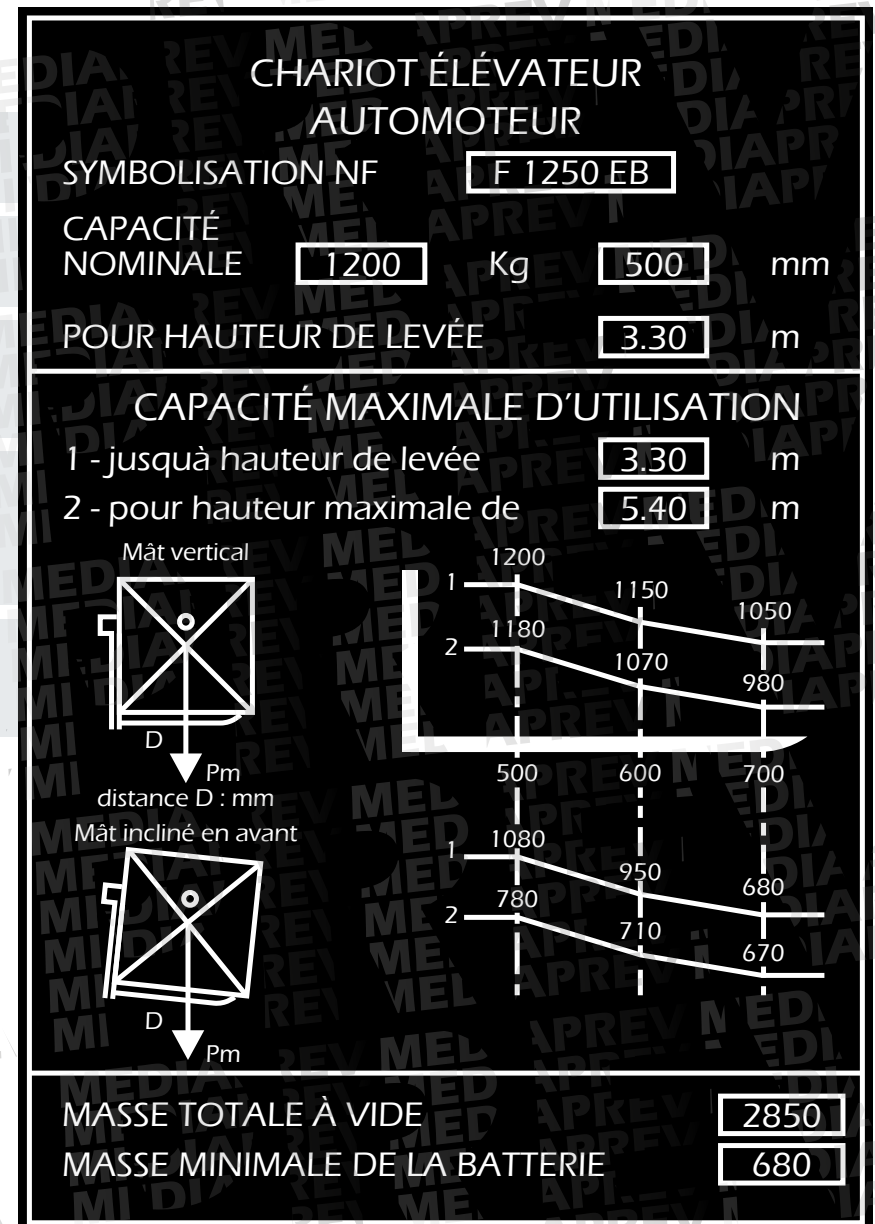 CHARIOT ÉLÉVATEUR
AUTOMOTEUR
SYMBOLISATION NF F 1250 EB
CAPACITÉ
NOMINALE 1200 Kg 500 mm
POUR HAUTEUR DE LEVÉE 3.30 m
CAPACITÉ MAXIMALE D'UTILISATION
1 - jusquà hauteur de levée 3.30 m
2 - pour hauteur maximale de 5.40 m
Mât vertical
1200
1 1150
1050
1180
2 1070
980
D
Pm
distance D : mm
500 600 700
Mât incliné en avant
1080
1 950
680
780
2 710
670
D
Pm
MASSE TOTALE À VIDE 2850
MASSE MINIMALE DE LA BATTERIE 680